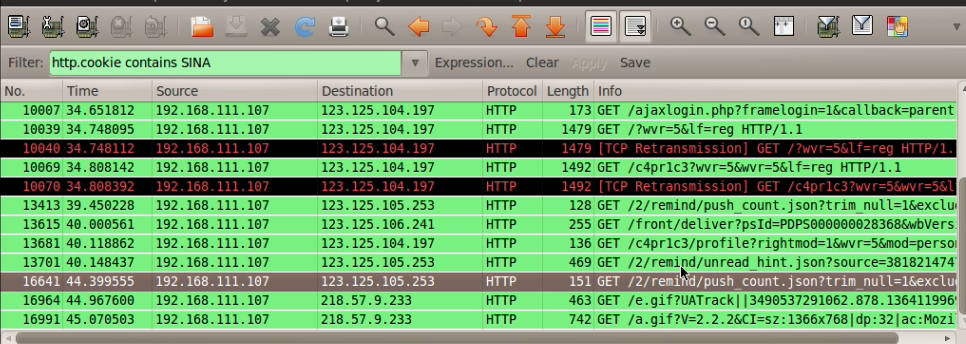 Filter: http.cookie contains SINA Expression... Clear Apply Save
No. Time Source Destination Protocol Length Info
10007 34.651812 192.168.111.107 123.125.104.197 HTTP 173 GET /ajaxlogin.php?framelogin=1&callback=parent
10039 34.748095 192.168.111.107 123.125.104.197 HTTP 1479 GET /?wvr=5&lf=reg HTTP/1.1
10040 34.748112 192.168.111.107 123.125.104.197 HTTP 1479 [TCP Retransmission] GET /?wvr=5&lf=reg HTTP/1.
10069 34.808142 192.168.111.107 123.125.104.197 HTTP 1492 GET /c4pr1c3?wvr=5&wvr=5&lf=reg HTTP/1.1
10070 34.808392 192.168.111.107 123.125.104.197 HTTP 1492 [TCP Retransmission] GET /c4pr1c3?wvr=5&wvr=5&l
13413 39.450228 192.168.111.107 123.125.105.253 HTTP 128 GET /2/remind/push_count.json?trim_null=1&exclu
13615 40.000561 192.168.111.107 123.125.106.241 HTTP 255 GET /front/deliver?psId=PDPS000000028368&wbVers
13681 40.118862 192.168.111.107 123.125.104.197 HTTP 136 GET /c4pr1c3/profile?rightmod=1&wvr=5&mod=perso
13701 40.148437 192.168.111.107 123.125.105.253 HTTP 469 GET /2/remind/unread_hint.json?source=381821474
16641 44.399555 192.168.111.107 123.125.105.253 HTTP 151 GET /2/remind/push_count.json?trim_null=1&exclu
16964 44.967600 192.168.111.107 218.57.9.233 HTTP 463 GET /e.gif?UATrack||3490537291062.878.1364119969
16991 45.070503 192.168.111.107 218.57.9.233 HTTP 742 GET /a.gif?V=2.2.2&CI=sz:1366x768|dp:32|ac:Mozi